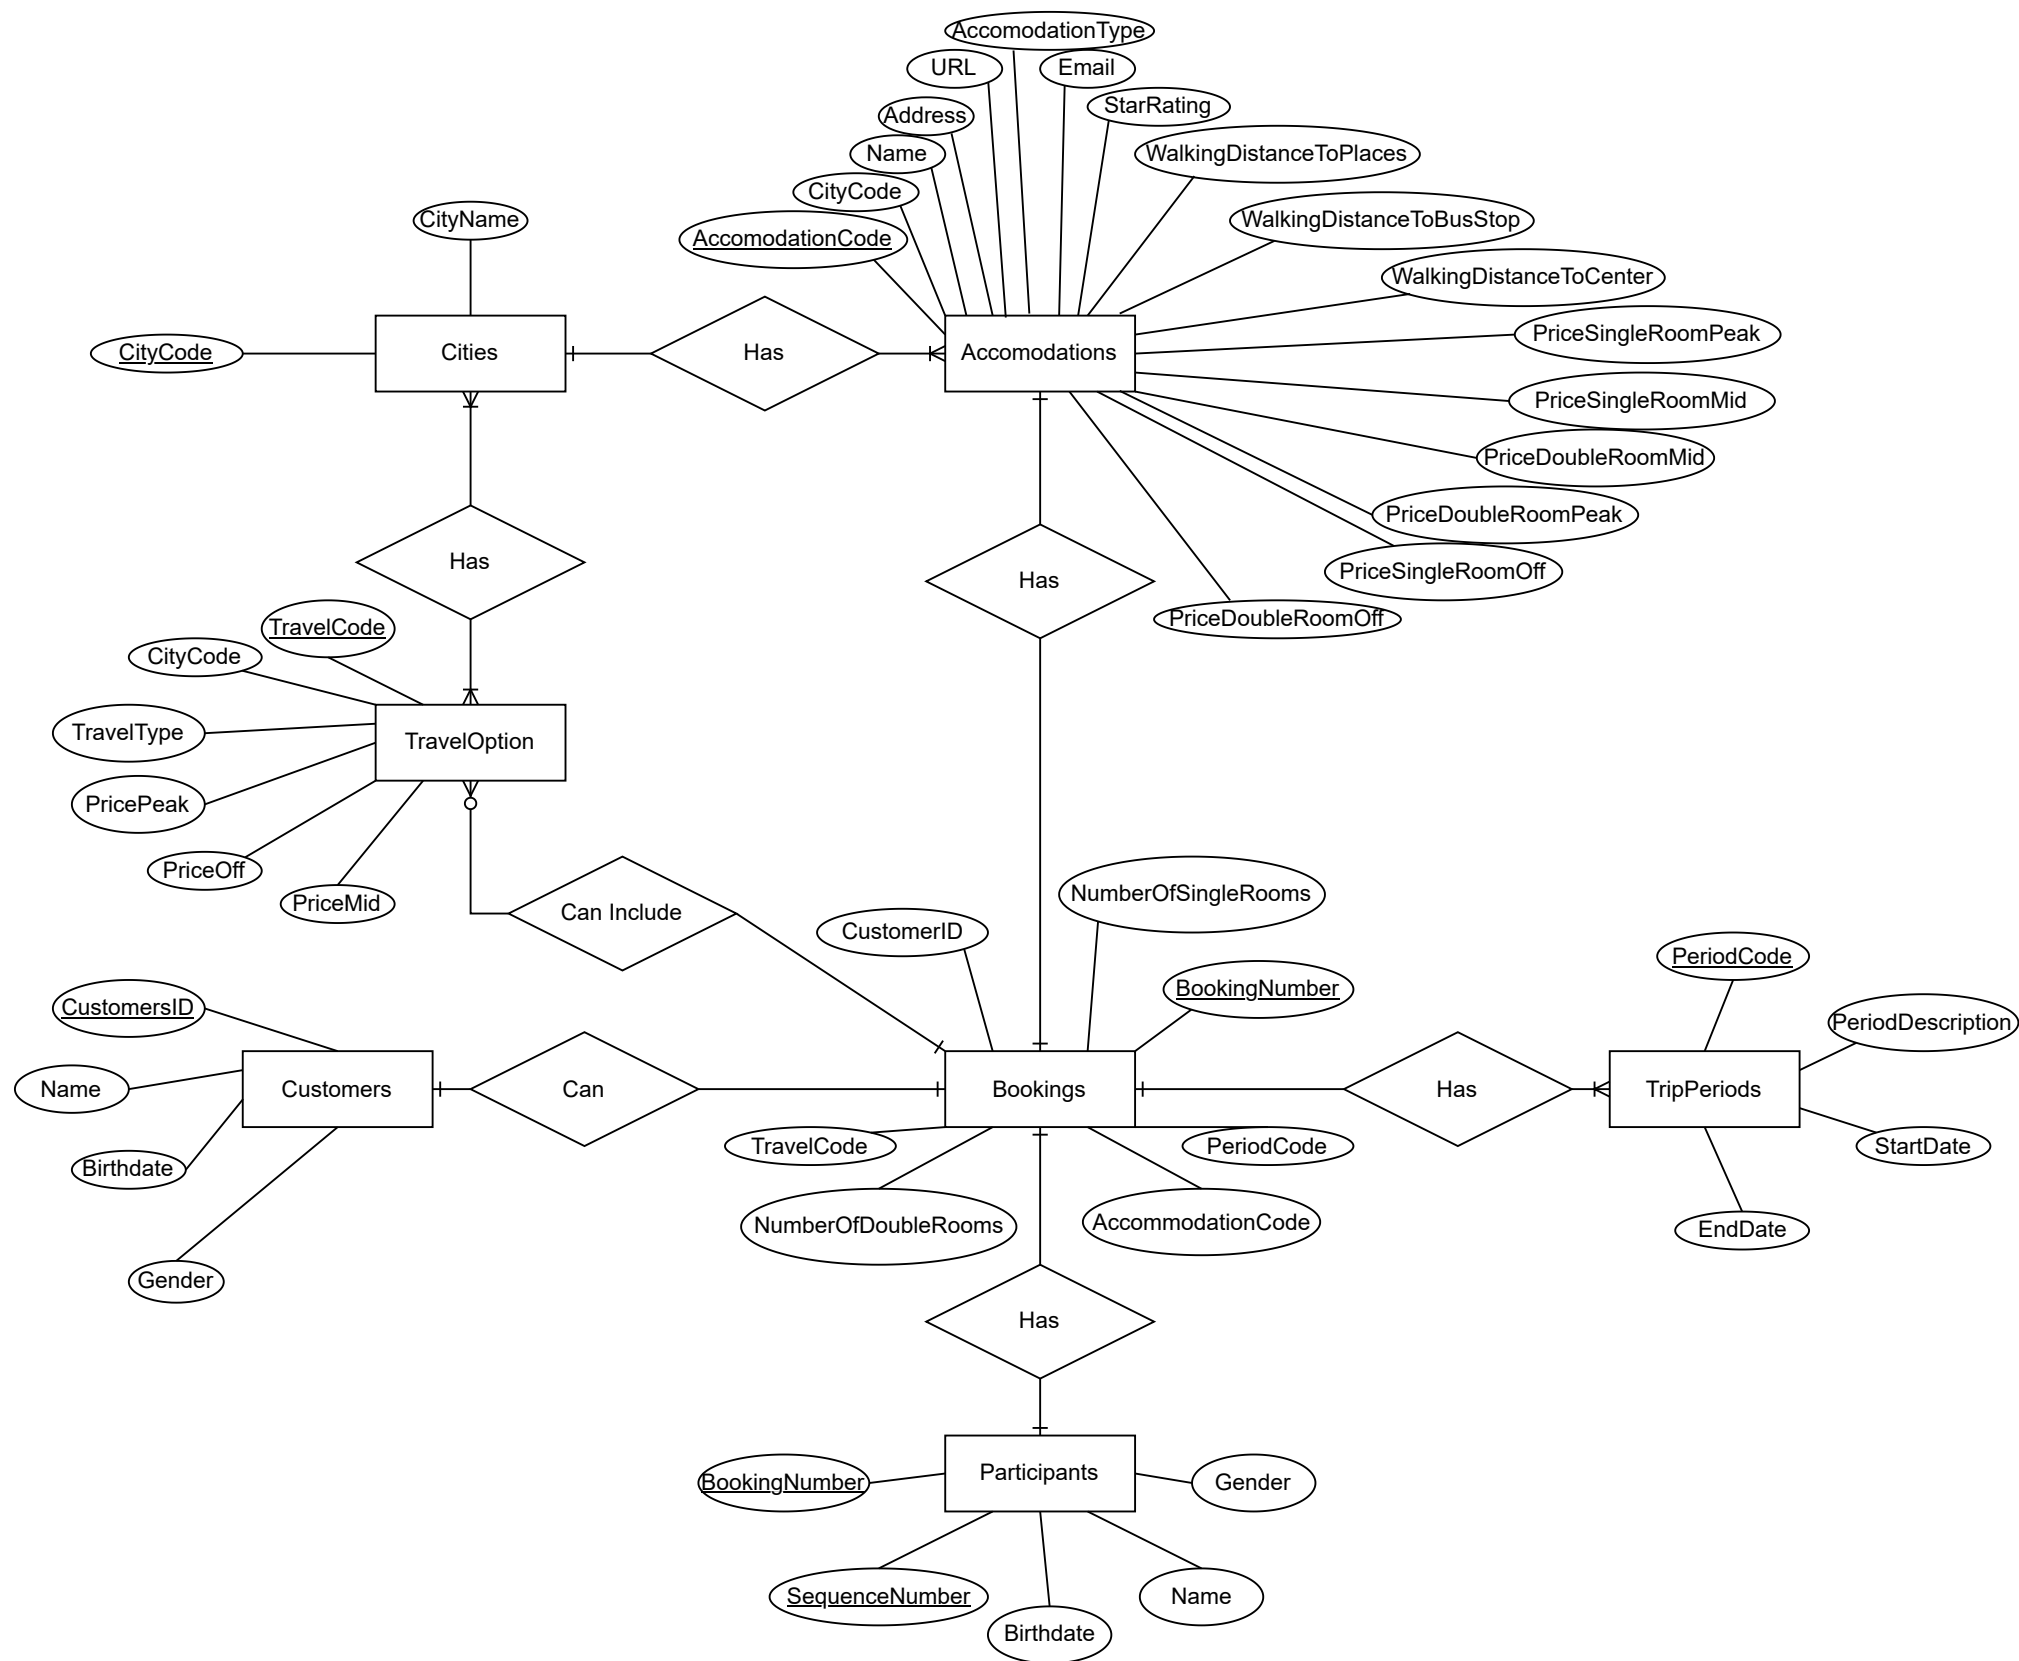 AccomodationType
URL
Email
StarRating
Address
Name
WalkingDistanceToPlaces
CityCode
CityName
WalkingDistanceToBusStop
AccomodationCode
WalkingDistanceToCenter
PriceSingleRoomPeak
CityCode
Cities
Has
Accomodations
PriceSingleRoomMid
PriceDoubleRoomMid
PriceDoubleRoomPeak
Has
PriceSingleRoomOff
Has
PriceDoubleRoomOff
TravelCode
CityCode
TravelType
TravelOption
PricePeak
PriceOff
PriceMid
NumberOfSingleRooms
Can Include
CustomerID
PeriodCode
BookingNumber
CustomersID
PeriodDescription
Name
Customers
Can
Bookings
Has
TripPeriods
TravelCode
PeriodCode
StartDate
Birthdate
NumberOfDoubleRooms
AccommodationCode
EndDate
Gender
Has
Participants
BookingNumber
Gender
SequenceNumber
Name
Birthdate